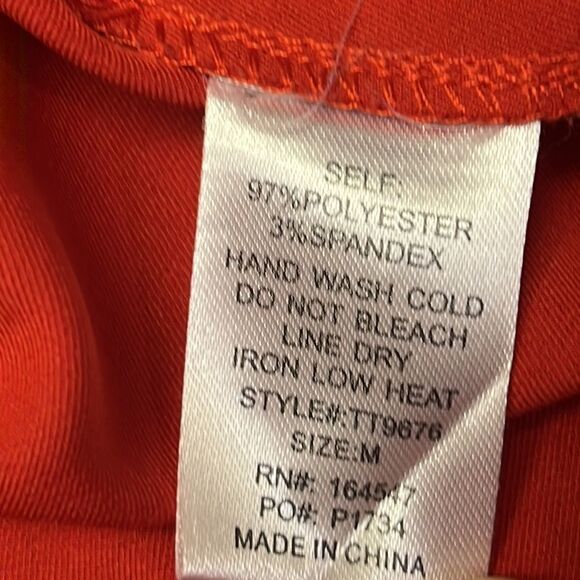 SELF:
97%POLYESTER
3%SPANDEX
HAND WASH COLD
DO NOT BLEACH
LINE DRY
IRON LOW HEAT
STYLE#:TT9676
SIZE:M
RN#: 164547
PO#: P1734
MADE IN CHINA